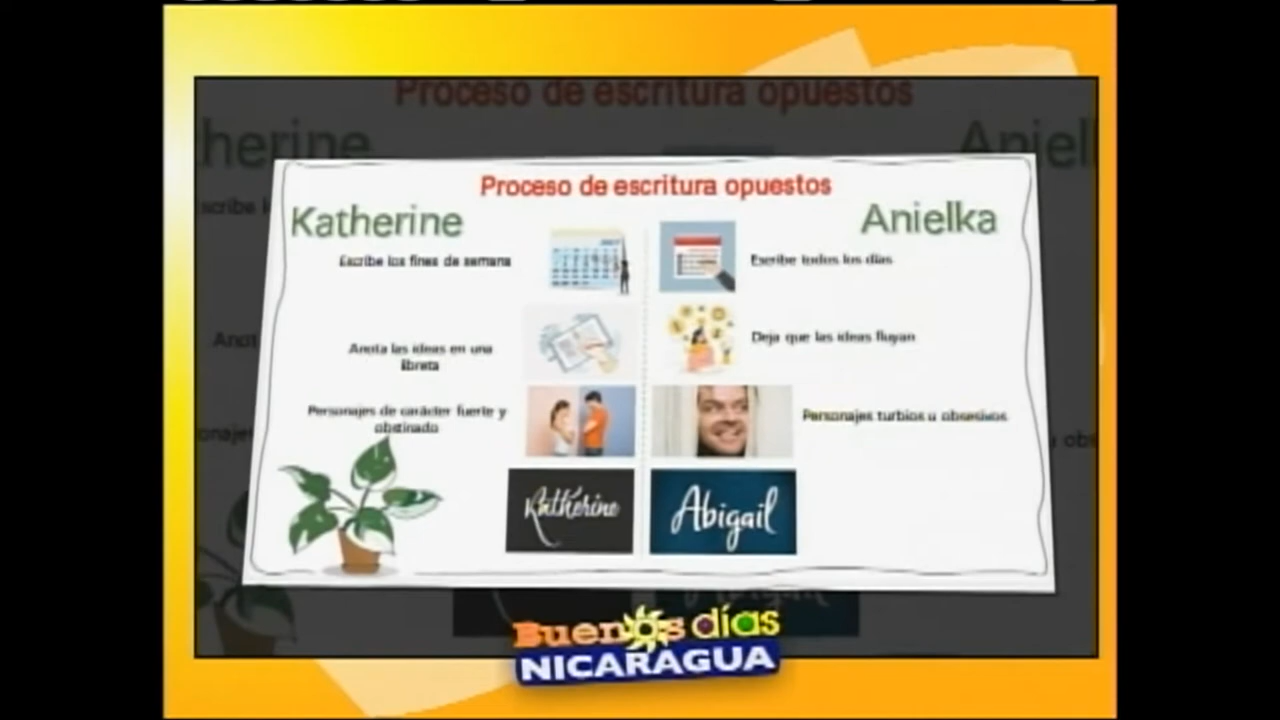 Proceso de escritura opuestos
Katherine
Anielka
Escribe los fines de semana
Escribe todos los días
Anota las ideas en una
libreta
Deja que las ideas fluyan
Personajes de carácter fuerte y
obstinado
Personajes turbios u obsesivos
Katherine
Abigail
Buenos días
NICARAGUA